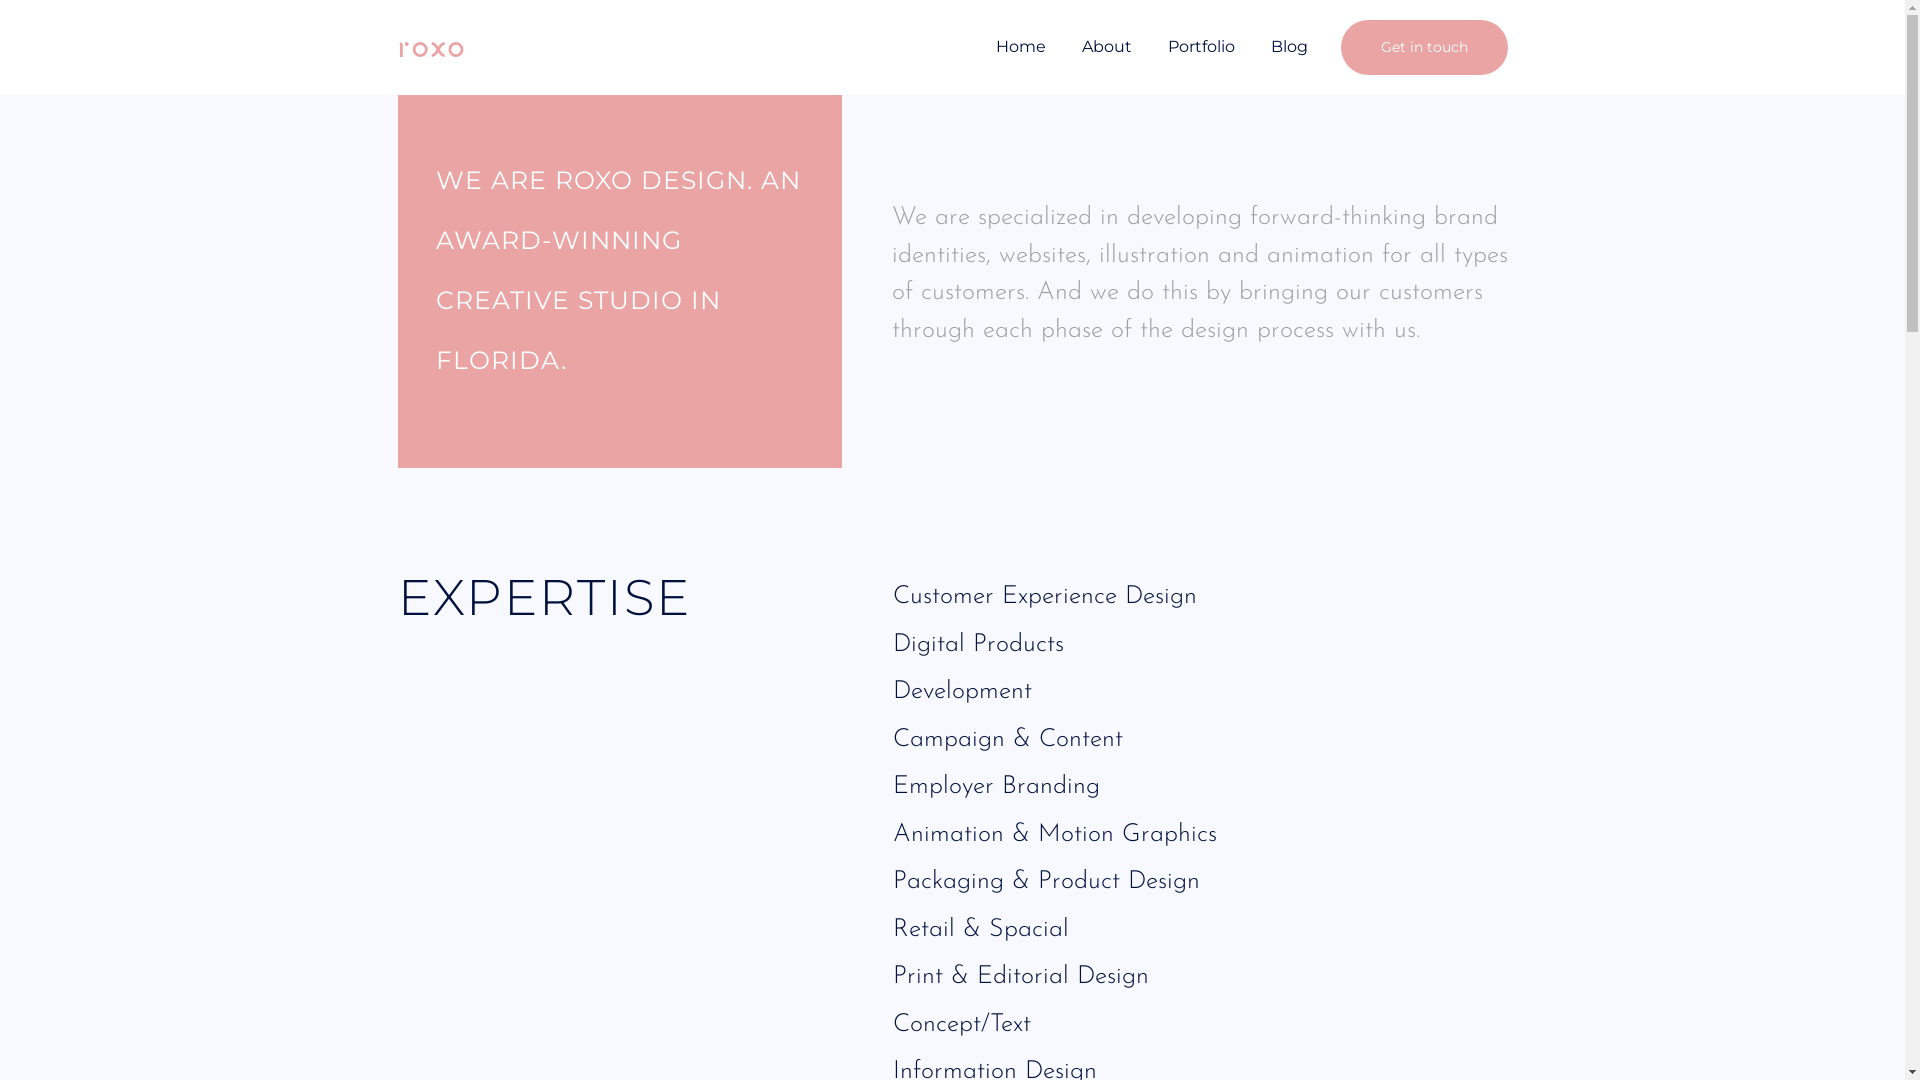 roxo
Home
About
Portfolio
Blog
Get in touch
WE ARE ROXO DESIGN. AN
AWARD-WINNING
CREATIVE STUDIO IN
FLORIDA.
We are specialized in developing forward-thinking brand
identities, websites, illustration and animation for all types
of customers. And we do this by bringing our customers
through each phase of the design process with us.
EXPERTISE
Customer Experience Design
Digital Products
Development
Campaign & Content
Employer Branding
Animation & Motion Graphics
Packaging & Product Design
Retail & Spacial
Print & Editorial Design
Concept/Text
Information Design